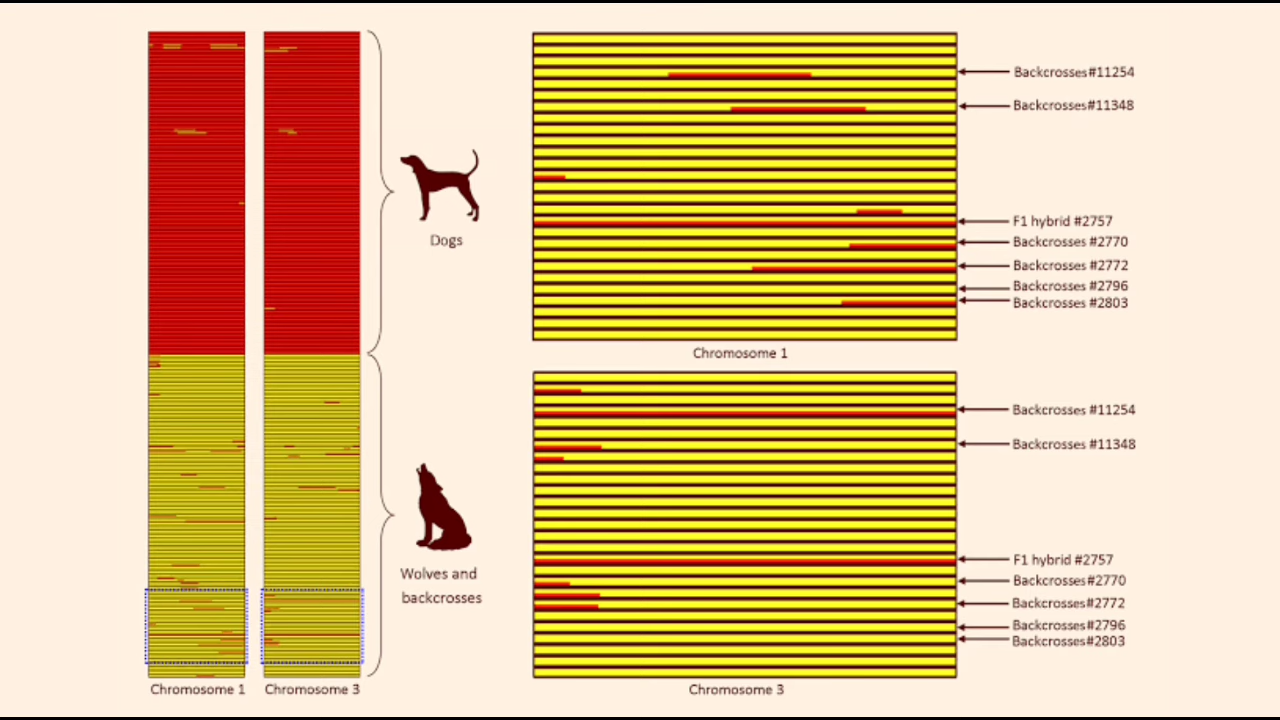 Dogs
Wolves and
backcrosses
Chromosome 1
Chromosome 3
Backcrosses#11254
Backcrosses#11348
F1 hybrid #2757
Backcrosses #2770
Backcrosses #2772
Backcrosses #2796
Backcrosses #2803
Chromosome 1
Backcrosses #11254
Backcrosses #11348
F1 hybrid #2757
Backcrosses#2770
Backcrosses#2772
Backcrosses#2796
Backcrosses#2803
Chromosome 3